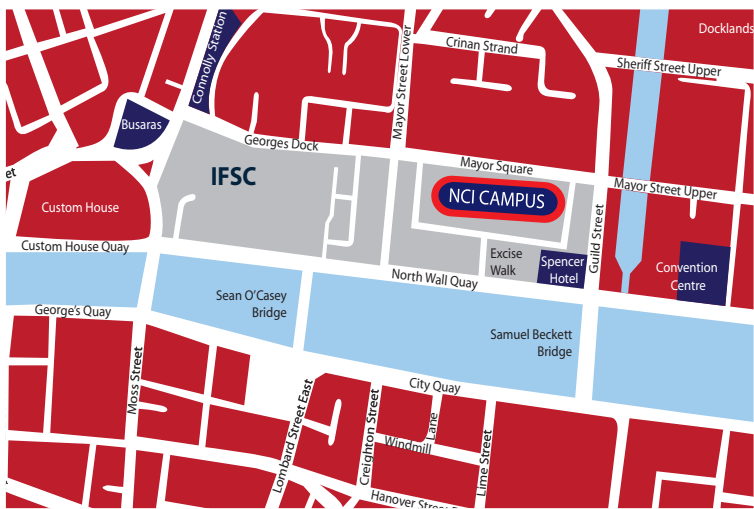 Docklands
Connolly Station
Crinan Strand
Mayor Street Lower
Sheriff Street Upper
Busaras
Georges Dock
Mayor Square
et
IFSC
Mayor Street Upper
NCI CAMPUS
Custom House
Guild Street
Custom House Quay
Excise
Walk
Spencer
Hotel
Convention
Centre
North Wall Quay
Sean O'Casey
Bridge
George's Quay
Samuel Beckett
Bridge
Moss Street
City Quay
Lombard Street East
Creighton Street
Windmill
Lane
Lime Street
Hanover Street